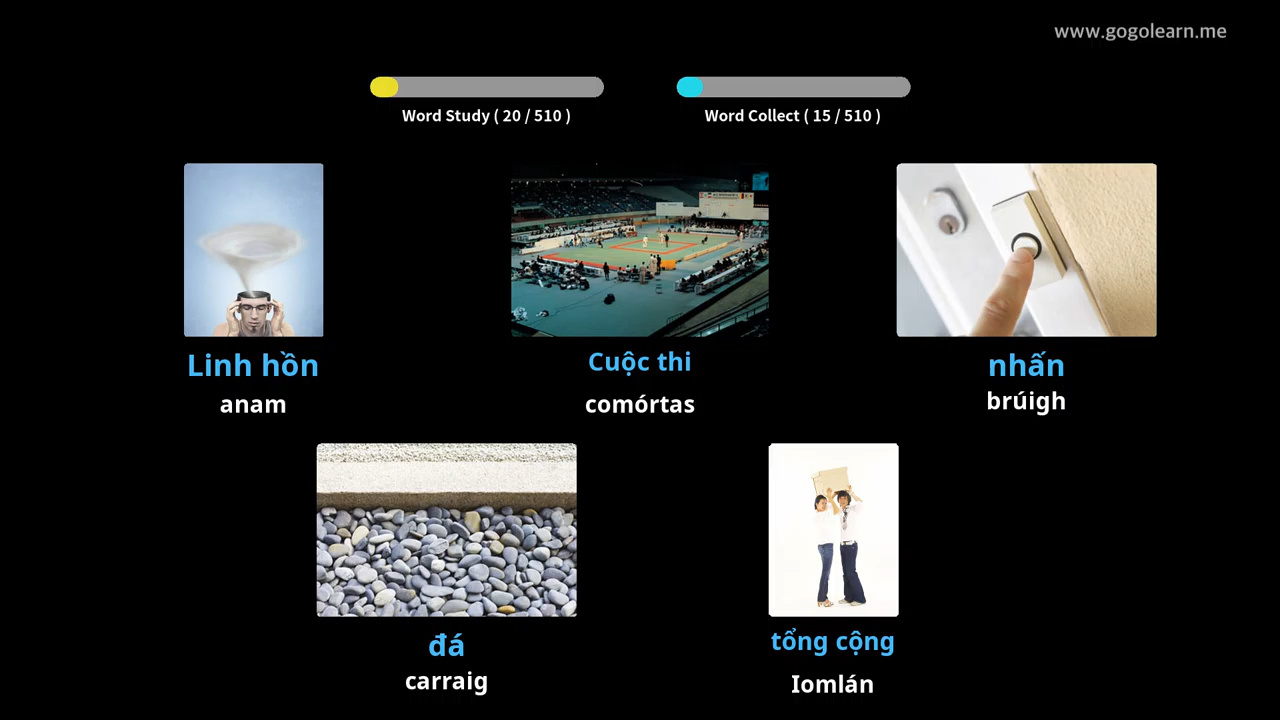 www.gogolearn.me
Word Study ( 20 / 510 )
Word Collect ( 15 / 510 )
Linh hồn
anam
Cuộc thi
comórtas
nhấn
brúigh
đá
carraig
tổng cộng
Iomlán